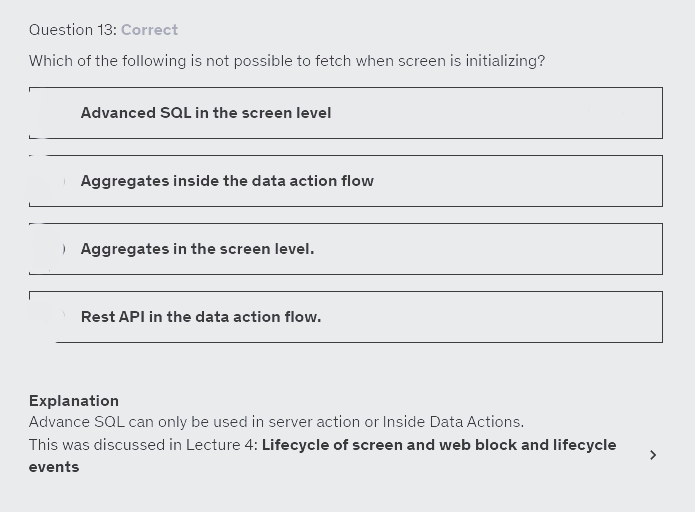 Question 13: Correct
Which of the following is not possible to fetch when screen is initializing?
Advanced SQL in the screen level
Aggregates inside the data action flow
Aggregates in the screen level.
Rest API in the data action flow.
Explanation
Advance SQL can only be used in server action or Inside Data Actions.
This was discussed in Lecture 4: Lifecycle of screen and web block and lifecycle
events